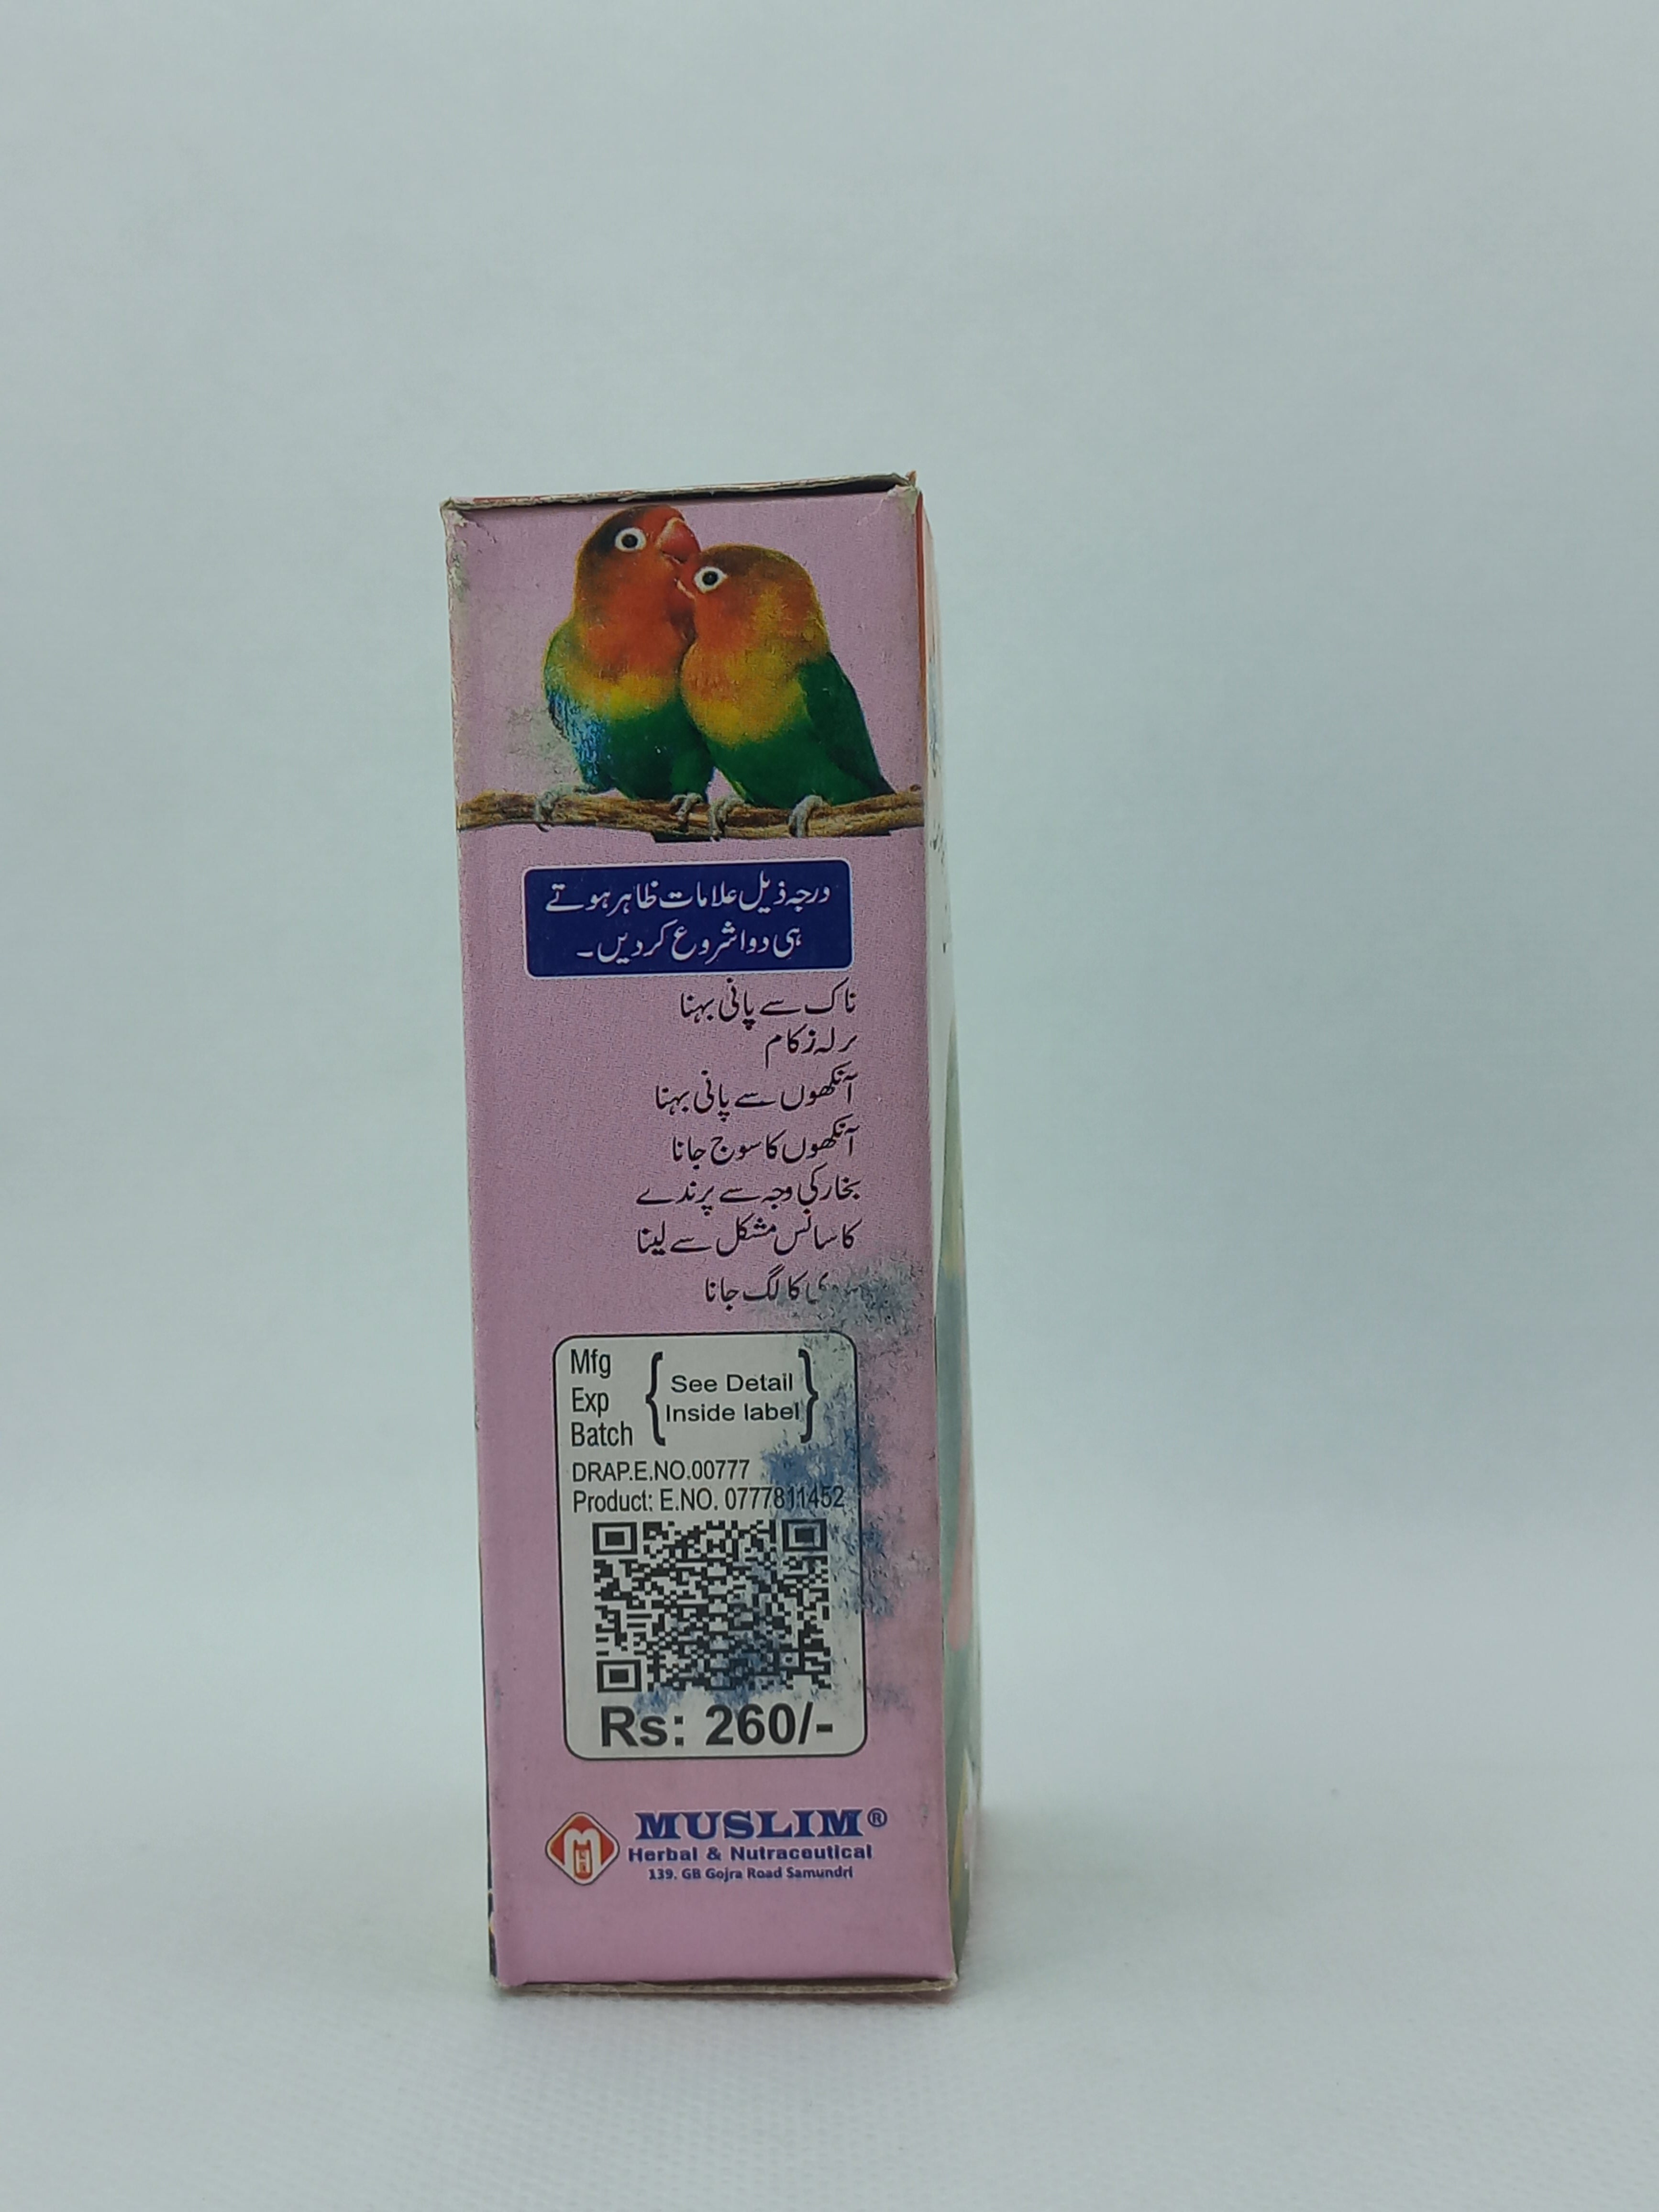 درجہ ذیل علامات ظاہر ہوتے
ہی دوا شروع کر دیں۔
ناک سے پانی بہنا
زکام
آنکھوں سے پانی بہنا
آنکھوں کا سوج جانا
بخار کی وجہ سے پرندے
کا سانس مشکل سے لینا
کا لگ جانا
Mfg
Exp
Batch
See Detail
Inside label
DRAP.E.NO.00777
Product: E.NO. 0777811452
Rs: 260/-
MUSLIM®
Herbal & Nutraceutical
139. GB Gojra Road Samundri